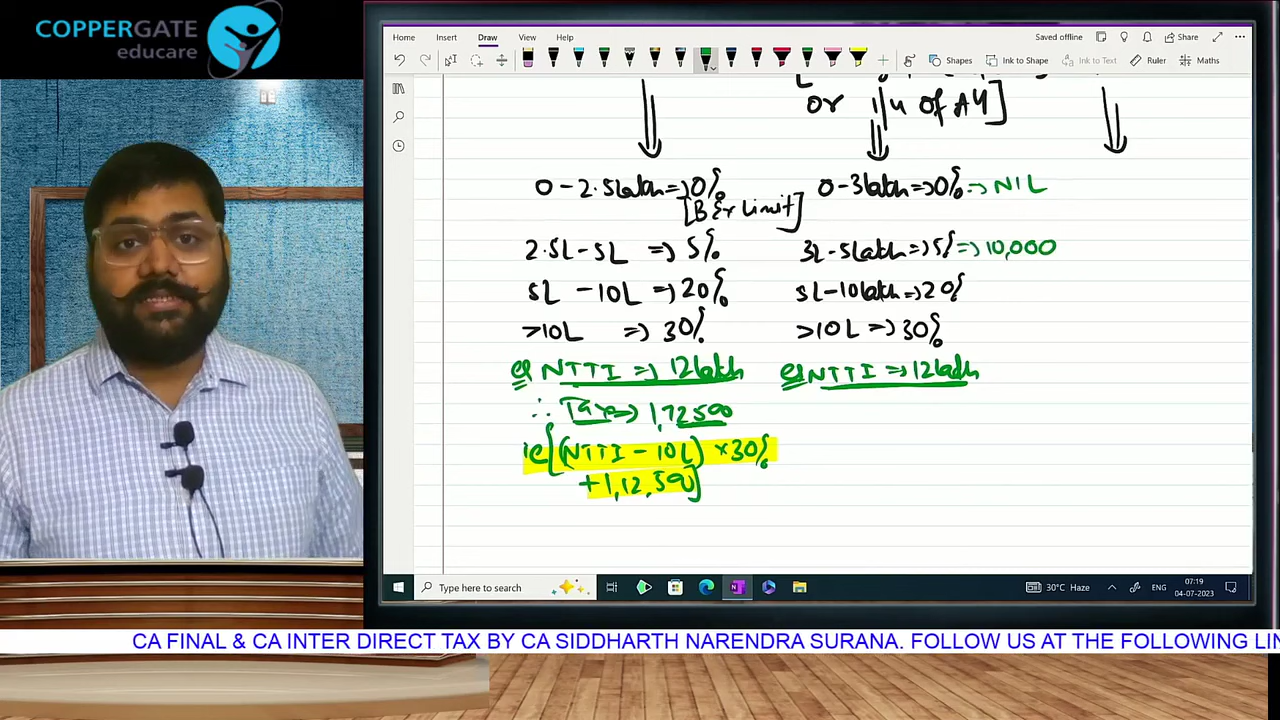 COPPERGATE
educare
Home Insert Draw View Help
Saved offline
Share
Shapes
Ink to Shape
Ink to Text
Ruler
Maths
or of AY]
0 - 2.5lakh => 0%
[B Ex Limit]
0 - 3lakh => 0% => NIL
2.5L - 5L => 5%
3L - 5lakh => 5% => 10,000
5L - 10L => 20%
5L - 10lakh => 20%
>10L => 30%
>10L => 30%
eg NTTI => 12lakh
eg NTTI => 12lakh
∴ Tax => 1,72,500
ie [(NTTI - 10L) × 30%
+ 1,12,500]
Type here to search
30°C Haze
ENG
07:19
04-07-2023
CA FINAL & CA INTER DIRECT TAX BY CA SIDDHARTH NARENDRA SURANA. FOLLOW US AT THE FOLLOWING LIN